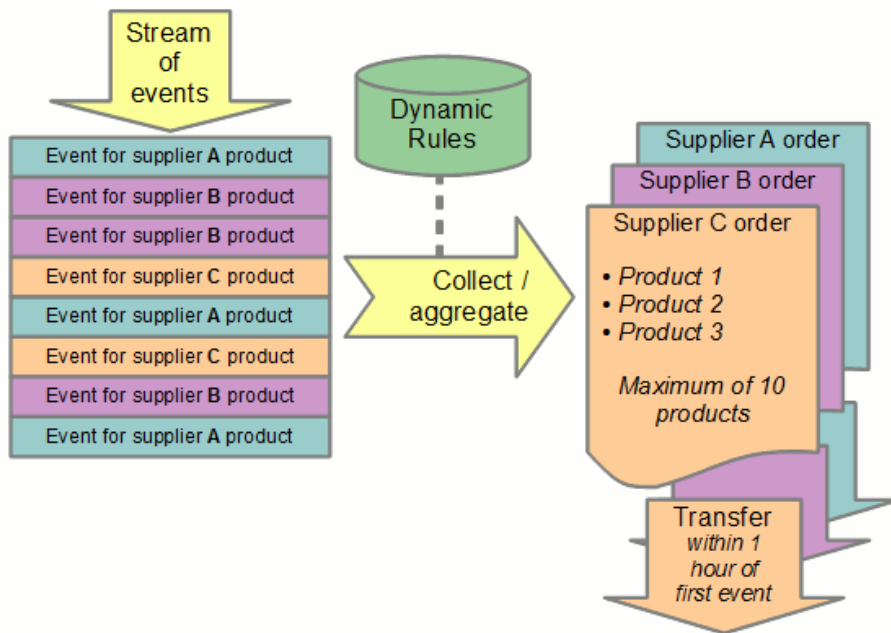 Stream
of
events
Event for supplier A product
Event for supplier B product
Event for supplier B product
Event for supplier C product
Event for supplier A product
Event for supplier C product
Event for supplier B product
Event for supplier A product
Dynamic
Rules
Collect /
aggregate
Supplier A order
Supplier B order
Supplier C order
• Product 1
• Product 2
• Product 3
Maximum of 10
products
Transfer
within 1
hour of
first event